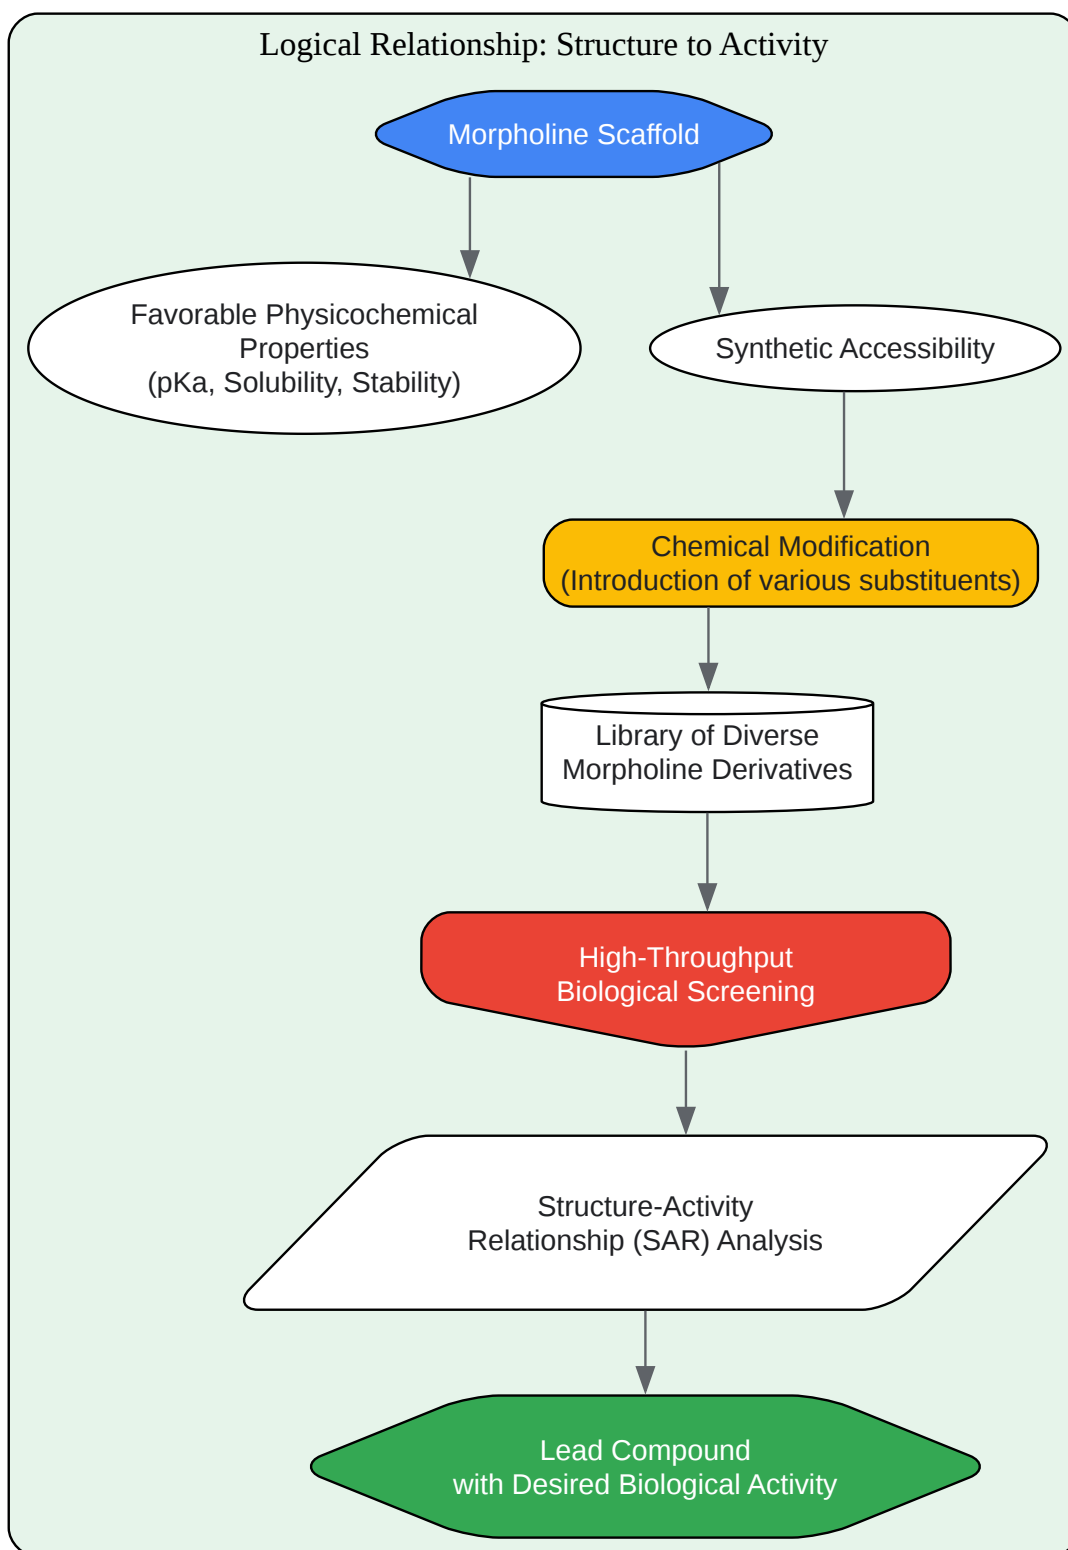 Logical Relationship: Structure to Activity
Morpholine Scaffold
Favorable Physicochemical
Properties
(pKa, Solubility, Stability)
Synthetic Accessibility
Chemical Modification
(Introduction of various substituents)
Library of Diverse
Morpholine Derivatives
High-Throughput
Biological Screening
Structure-Activity
Relationship (SAR) Analysis
Lead Compound
with Desired Biological Activity